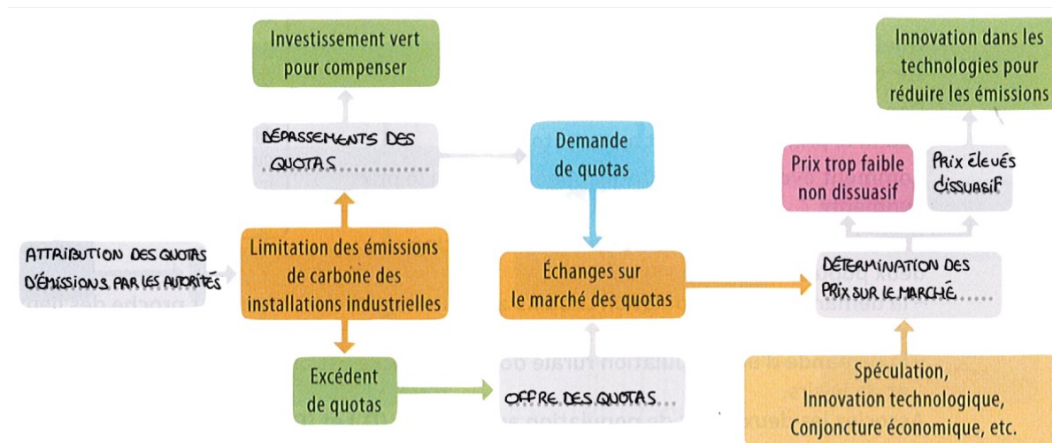 Investissement vert
pour compenser
Innovation dans les
technologies pour
réduire les émissions
DÉPASSEMENTS DES
QUOTAS
Demande
de quotas
Prix trop faible
non dissuasif
PRIX ÉLEVÉS
DISSUASIF
ATTRIBUTION DES QUOTAS
D'ÉMISSIONS PAR LES AUTORITÉS
Limitation des émissions
de carbone des
installations industrielles
Échanges sur
le marché des quotas
DÉTERMINATION DES
PRIX SUR LE MARCHÉ
Excédent
de quotas
OFFRE DES QUOTAS
Spéculation,
Innovation technologique,
Conjoncture économique, etc.